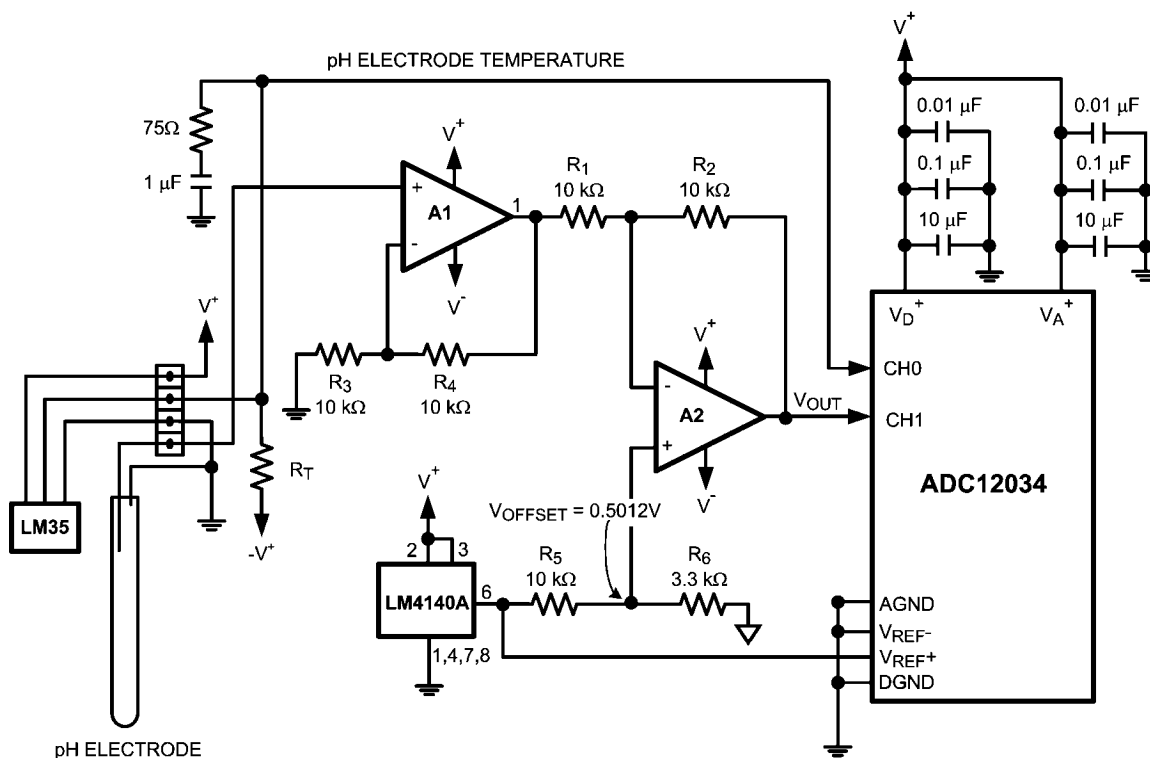 V+
pH ELECTRODE TEMPERATURE
0.01 µF
0.01 µF
75Ω
0.1 µF
0.1 µF
1 µF
V+
R1
10 kΩ
R2
10 kΩ
+
A1
1
-
V-
10 µF
10 µF
V+
VD+
VA+
R3
10 kΩ
R4
10 kΩ
V+
CH0
-
A2
+
VOUT
CH1
V-
RT
ADC12034
LM35
-V+
V+
VOFFSET = 0.5012V
2
3
R5
10 kΩ
R6
3.3 kΩ
LM4140A
6
1,4,7,8
AGND
VREF-
VREF+
DGND
pH ELECTRODE